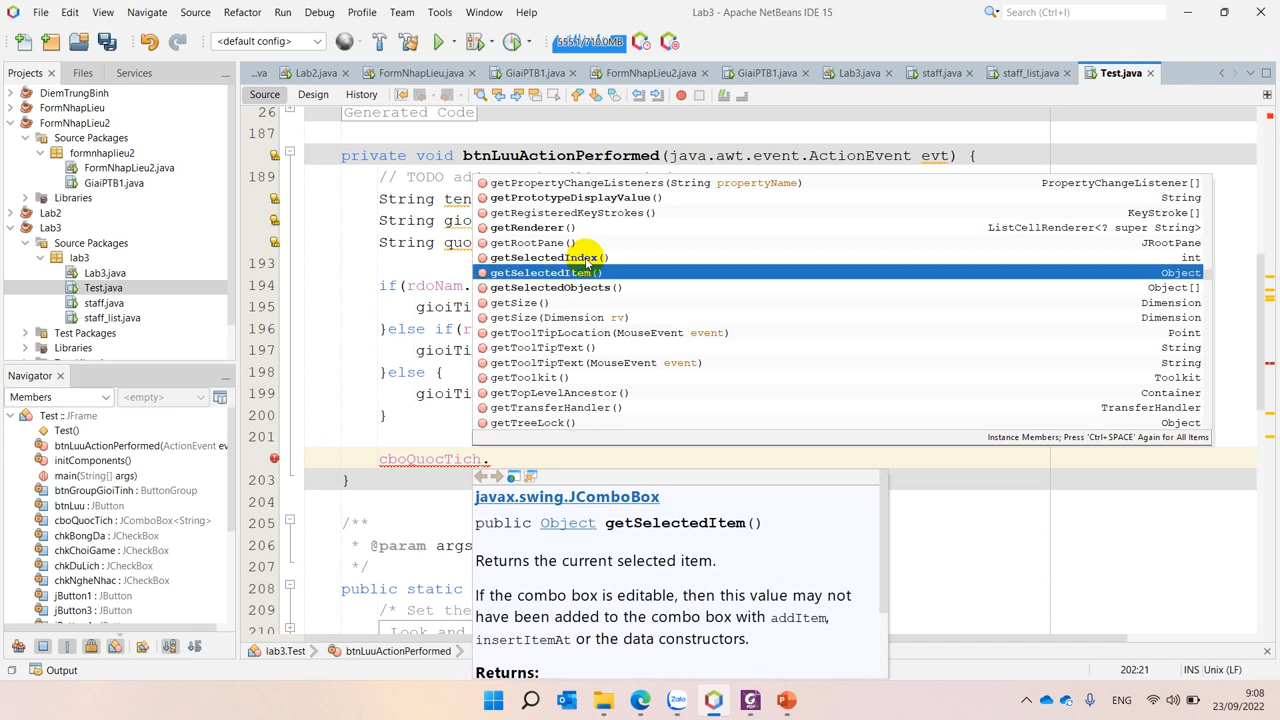 File Edit View Navigate Source Refactor Run Debug Profile Team Tools Window Help
Lab3 - Apache NetBeans IDE 15
Search (Ctrl+I)
<default config>
555.1/710.0MB
Projects Files Services
...va Lab2.java FormNhapLieu.java GiaiPTB1.java FormNhapLieu2.java GiaiPTB1.java Lab3.java staff.java staff_list.java Test.java
Source Design History
DiemTrungBinh
FormNhapLieu
FormNhapLieu2
Source Packages
formnhaplieu2
FormNhapLieu2.java
GiaiPTB1.java
Libraries
Lab2
Lab3
Source Packages
lab3
Lab3.java
Test.java
staff.java
staff_list.java
Test Packages
Libraries
Navigator
Members <empty>
Test :: JFrame
Test()
btnLuuActionPerformed(ActionEvent ev
initComponents()
main(String[] args)
btnGroupGioiTinh : ButtonGroup
btnLuu : JButton
cboQuocTich : JComboBox<String>
chkBongDa : JCheckBox
chkChoiGame : JCheckBox
chkDuLich : JCheckBox
chkNgheNhac : JCheckBox
jButton1 : JButton
jButton3 : JButton
26 Generated Code
187
private void btnLuuActionPerformed(java.awt.event.ActionEvent evt) {
189 // TODO ad
String ten
String gio
String quo
193
194 if(rdoNam.
195 gioiTi
196 }else if(r
197 gioiTi
198 }else {
199 gioiTi
200 }
201
cboQuocTich.
203 }
204
205 /**
206 * @param args
207 */
208 public static
209 /* Set the
210 Look and
getPropertyChangeListeners(String propertyName) PropertyChangeListener[]
getPrototypeDisplayValue() String
getRegisteredKeyStrokes() KeyStroke[]
getRenderer() ListCellRenderer<? super String>
getRootPane() JRootPane
getSelectedIndex() int
getSelectedItem() Object
getSelectedObjects() Object[]
getSize() Dimension
getSize(Dimension rv) Dimension
getToolTipLocation(MouseEvent event) Point
getToolTipText() String
getToolTipText(MouseEvent event) String
getToolkit() Toolkit
getTopLevelAncestor() Container
getTransferHandler() TransferHandler
getTreeLock() Object
Instance Members; Press 'Ctrl+SPACE' Again for All Items
javax.swing.JComboBox
public Object getSelectedItem()
Returns the current selected item.
If the combo box is editable, then this value may not
have been added to the combo box with addItem,
insertItemAt or the data constructors.
Returns:
lab3.Test btnLuuActionPerformed
Output
202:21 INS Unix (LF)
ENG
9:08
23/09/2022